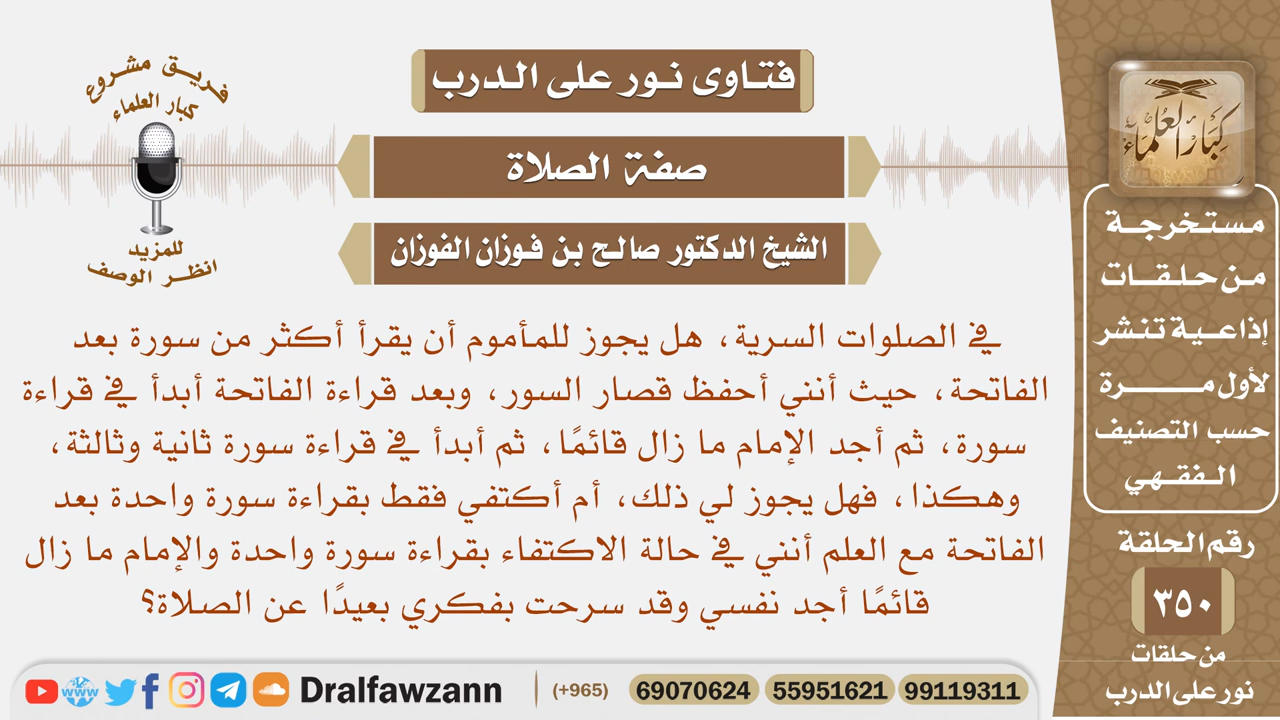 فتاوى نور على الدرب
صفة الصلاة
الشيخ الدكتور صالح بن فوزان الفوزان
فريق مشروع
كبار العلماء
للمزيد
انظر الوصف
في الصلوات السرية، هل يجوز للمأموم أن يقرأ أكثر من سورة بعد
الفاتحة، حيث أنني أحفظ قصار السور، وبعد قراءة الفاتحة أبدأ في قراءة
سورة، ثم أجد الإمام ما زال قائمًا، ثم أبدأ في قراءة سورة ثانية وثالثة،
وهكذا، فهل يجوز لي ذلك، أم أكتفي فقط بقراءة سورة واحدة بعد
الفاتحة مع العلم أنني في حالة الاكتفاء بقراءة سورة واحدة والإمام ما زال
قائمًا أجد نفسي وقد سرحت بفكري بعيدًا عن الصلاة؟
كِبَارُ العُلَمَاء
مستخرجة
من حلقات
إذاعية تنشر
لأول مرة
حسب التصنيف
الفقهي
رقم الحلقة
٣٥٠
من حلقات
نور على الدرب
www Dralfawzann (+965) 69070624 55951621 99119311